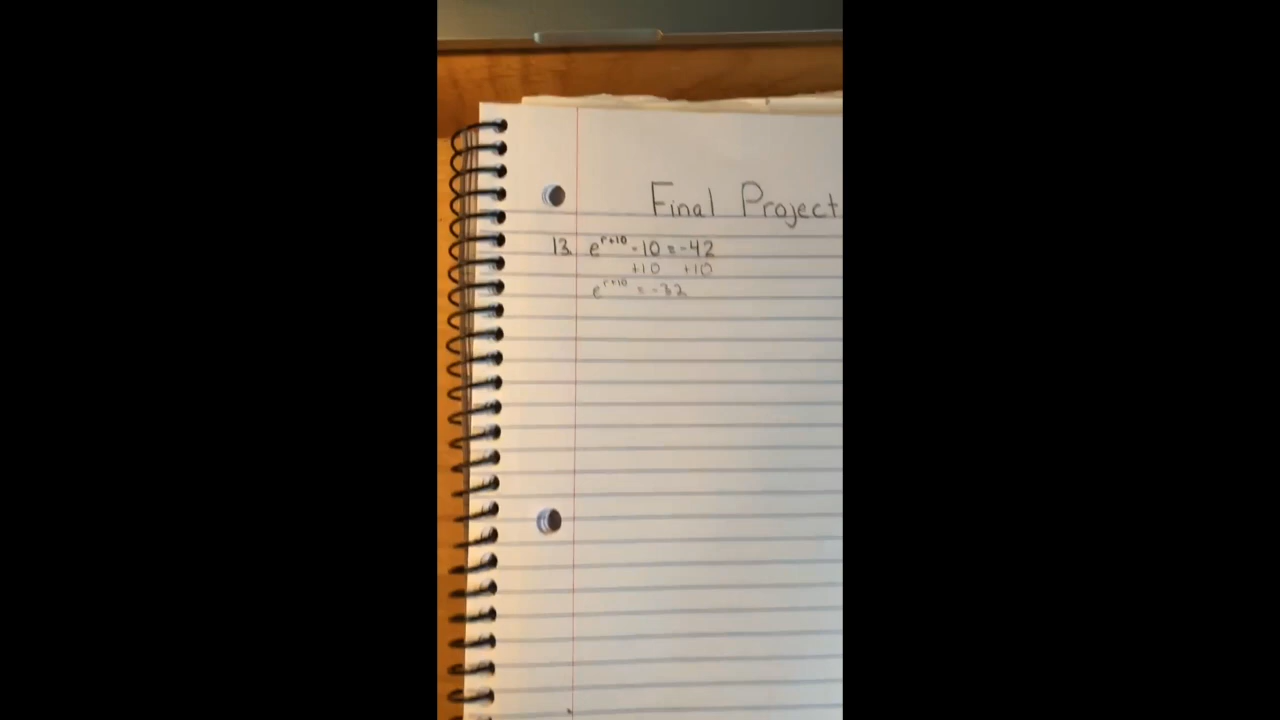 Final Project
13. e^r+10 - 10 = -42
+10 +10
e^r+10 = -32